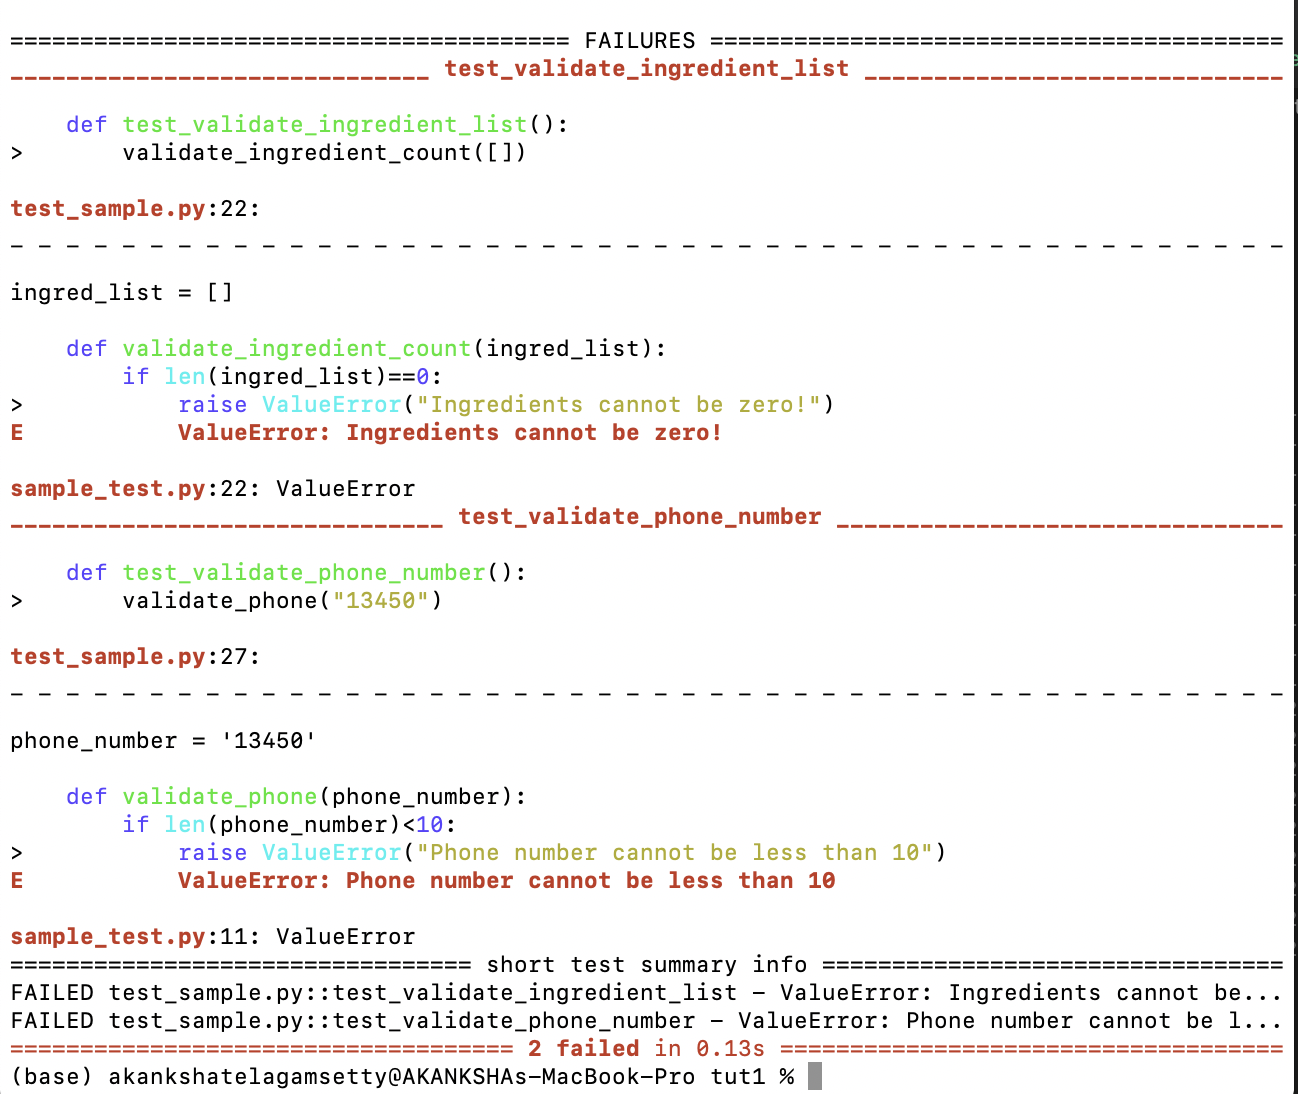 ======================================== FAILURES =========================================
______________________________ test_validate_ingredient_list ______________________________
    def test_validate_ingredient_list():
>       validate_ingredient_count([])
test_sample.py:22:
_ _ _ _ _ _ _ _ _ _ _ _ _ _ _ _ _ _ _ _ _ _ _ _ _ _ _ _ _ _ _ _ _ _ _ _ _ _ _ _ _ _ _ _ _ _
ingred_list = []
    def validate_ingredient_count(ingred_list):
        if len(ingred_list)==0:
>           raise ValueError("Ingredients cannot be zero!")
E           ValueError: Ingredients cannot be zero!
sample_test.py:22: ValueError
_______________________________ test_validate_phone_number ________________________________
    def test_validate_phone_number():
>       validate_phone("13450")
test_sample.py:27:
_ _ _ _ _ _ _ _ _ _ _ _ _ _ _ _ _ _ _ _ _ _ _ _ _ _ _ _ _ _ _ _ _ _ _ _ _ _ _ _ _ _ _ _ _ _
phone_number = '13450'
    def validate_phone(phone_number):
        if len(phone_number)<10:
>           raise ValueError("Phone number cannot be less than 10")
E           ValueError: Phone number cannot be less than 10
sample_test.py:11: ValueError
================================= short test summary info =================================
FAILED test_sample.py::test_validate_ingredient_list - ValueError: Ingredients cannot be...
FAILED test_sample.py::test_validate_phone_number - ValueError: Phone number cannot be l...
==================================== 2 failed in 0.13s ====================================
(base) akankshatelagamsetty@AKANKSHAs-MacBook-Pro tut1 %